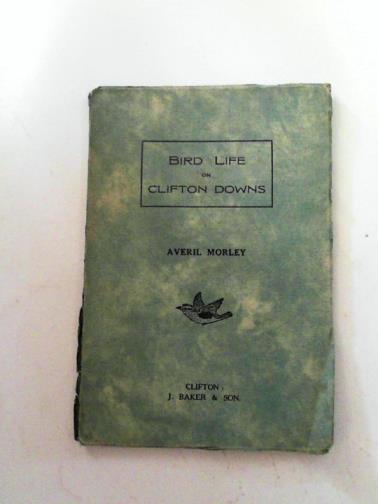 BIRD LIFE
ON
CLIFTON DOWNS
AVERIL MORLEY
CLIFTON:
J. BAKER & SON.